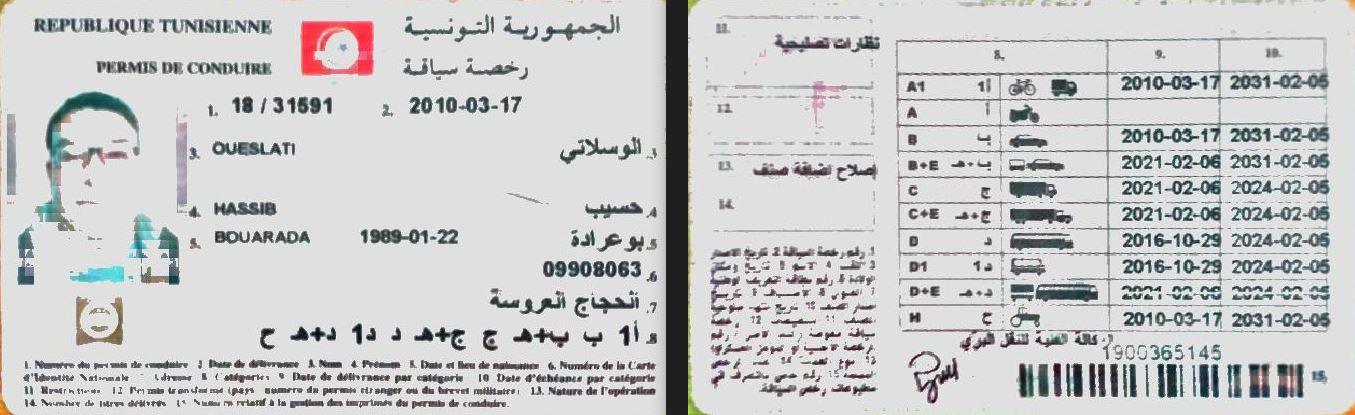 REPUBLIQUE TUNISIENNE الجمهورية التونسية
PERMIS DE CONDUIRE رخصة سياقة
1. 18 / 31591 2. 2010-03-17
3. OUESLATI الوسلاتي .3
4. HASSIB حسيب .4
5. BOUARADA 1989-01-22 بوعرادة .5
09908063 .6
الحجاج العروسة .7
أ1 ب ب+هـ ج ج+هـ د د1 د+هـ ح .8
1. Numéro du permis de conduire 2. Date de délivrance 3. Nom 4. Prénom 5. Date et lieu de naissance 6. Numéro de la Carte
d'Identité Nationale 7. Adresse 8. Catégories 9. Date de délivrance par catégorie 10. Date d'échéance par catégorie
11. Restrictions 12. Permis transformé (pays, numéro du permis étranger ou du brevet militaire) 13. Nature de l'opération
14. Nombre de titres délivrés 15. Numéro relatif à la gestion des imprimés du permis de conduire.
11. نظارات تصليحية
12.
13. إصلاح اضافة صنف
14.
8. 9. 10.
A1 أ1 2010-03-17 2031-02-05
A أ
B ب 2010-03-17 2031-02-05
B+E ب+هـ 2021-02-06 2031-02-05
C ج 2021-02-06 2024-02-05
C+E ج+هـ 2021-02-06 2024-02-05
D د 2016-10-29 2024-02-05
D1 د1 2016-10-29 2024-02-05
D+E د+هـ 2021-02-06 2024-02-05
H ح 2010-03-17 2031-02-05
الوكالة الفنية للنقل البري
1900365145
15.